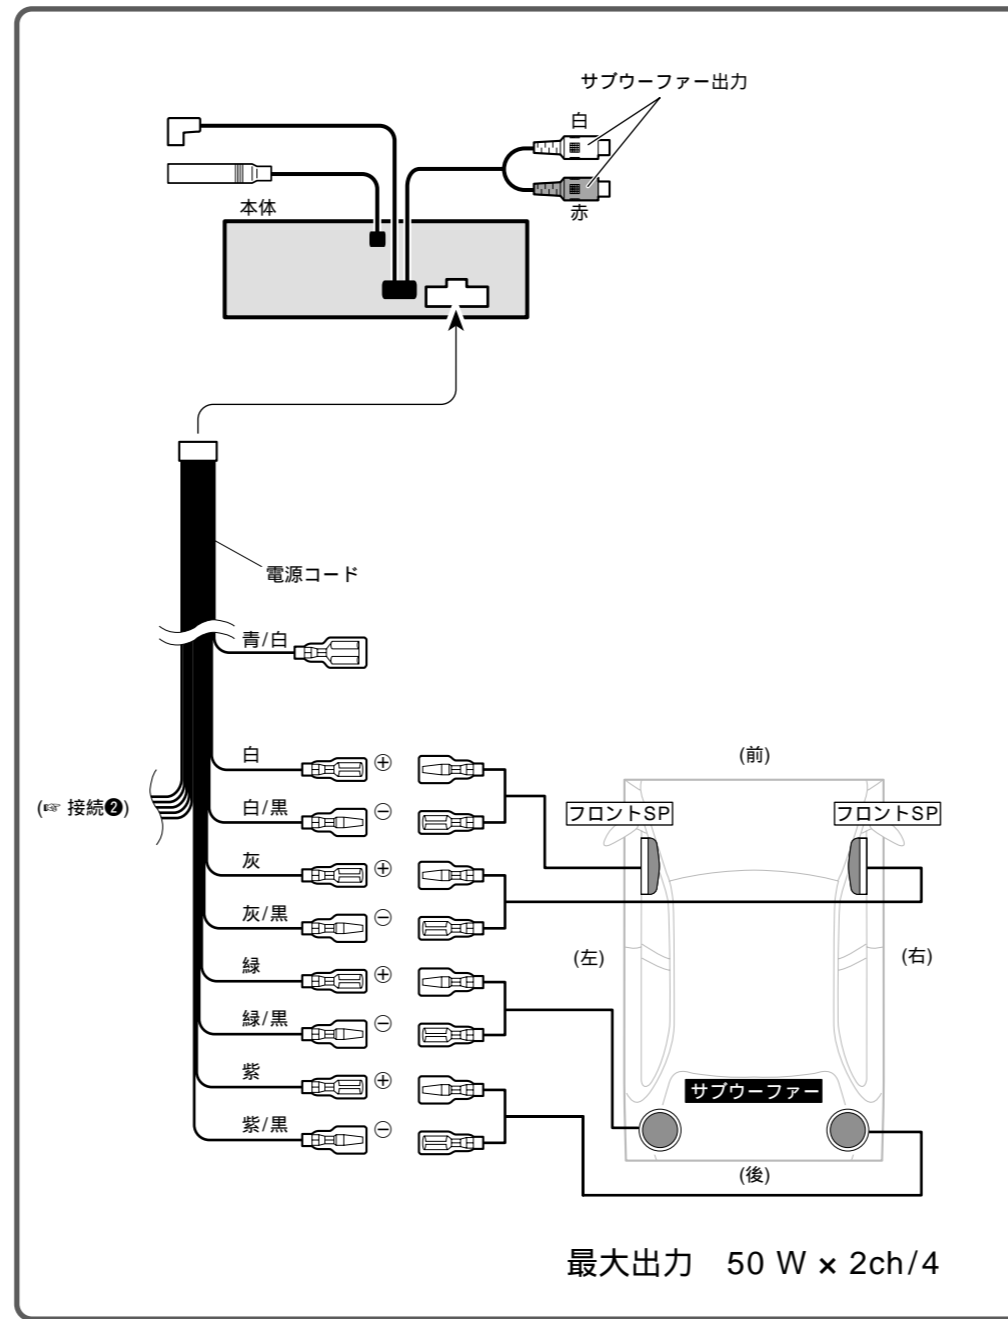 サブウーファー出力
白
赤
本体
電源コード
青/白
白
⊕
(前)
(☞ 接続❷)
白/黒
⊖
フロントSP
フロントSP
灰
⊕
灰/黒
⊖
(左)
(右)
緑
⊕
緑/黒
⊖
紫
⊕
サブウーファー
紫/黒
⊖
(後)
最大出力 50 W × 2ch/4